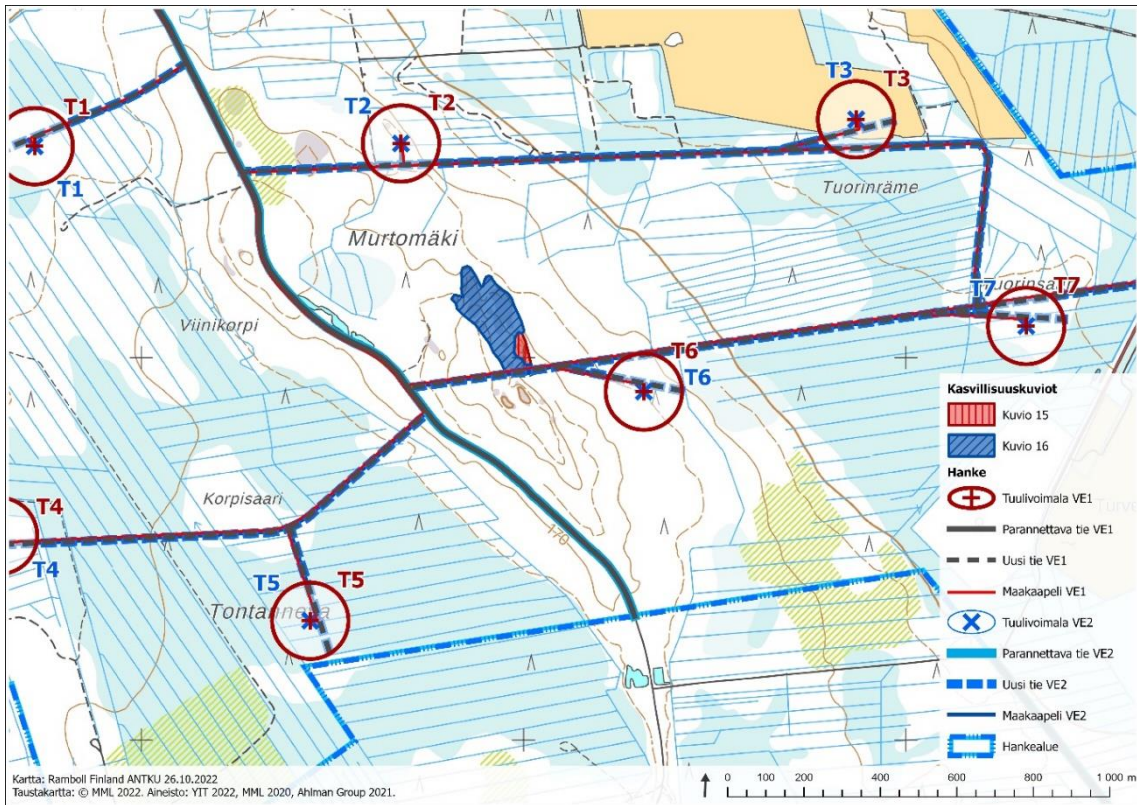 T1
T1
T2
T2
T3
T3
Tuorinräme
Murtomäki
Viinikorpi
T7
T7
T6
T6
Korpisaari
T4
T4
T5
T5
170
Kasvillisuuskuviot
Kuvio 15
Kuvio 16
Hanke
Tuulivoimala VE1
Parannettava tie VE1
Uusi tie VE1
Maakaapeli VE1
Tuulivoimala VE2
Parannettava tie VE2
Uusi tie VE2
Maakaapeli VE2
Hankealue
Kartta: Ramboll Finland ANTKU 26.10.2022
Taustakartta: © MML 2022. Aineisto: YIT 2022, MML 2020, Ahlman Group 2021.
0 200 400 600 800 1 000 m